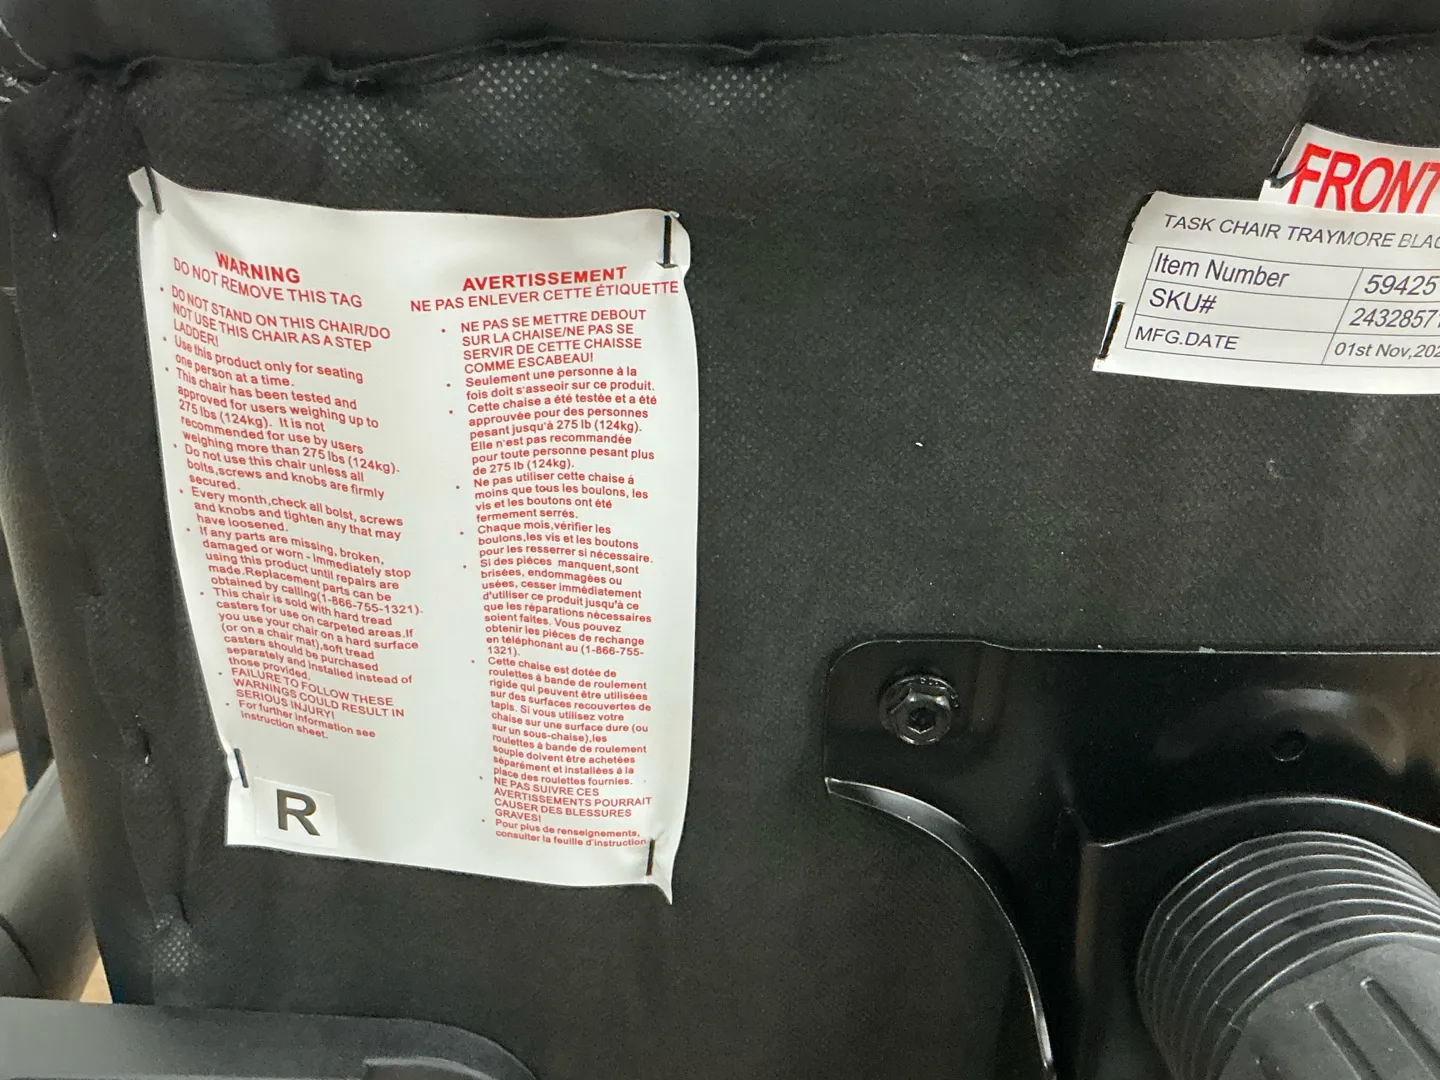 WARNING
DO NOT REMOVE THIS TAG
• DO NOT STAND ON THIS CHAIR/DO
NOT USE THIS CHAIR AS A STEP
LADDER!
• Use this product only for seating
one person at a time.
• This chair has been tested and
approved for users weighing up to
275 lbs (124kg). It is not
recommended for use by users
weighing more than 275 lbs (124kg).
• Do not use this chair unless all
bolts,screws and knobs are firmly
secured.
• Every month,check all bolst, screws
and knobs and tighten any that may
have loosened.
• If any parts are missing, broken,
damaged or worn - Immediately stop
using this product until repairs are
made.Replacement parts can be
obtained by calling(1-866-755-1321).
• This chair is sold with hard tread
casters for use on carpeted areas.If
you use your chair on a hard surface
(or on a chair mat),soft tread
casters should be purchased
separately and installed instead of
those provided.
• FAILURE TO FOLLOW THESE
WARNINGS COULD RESULT IN
SERIOUS INJURY!
• For further information see
instruction sheet.
R
AVERTISSEMENT
NE PAS ENLEVER CETTE ÉTIQUETTE
• NE PAS SE METTRE DEBOUT
SUR LA CHAISE/NE PAS SE
SERVIR DE CETTE CHAISSE
COMME ESCABEAU!
• Seulement une personne à la
fois doit s'asseoir sur ce produit.
• Cette chaise a été testée et a été
approuvée pour des personnes
pesant jusqu'à 275 lb (124kg).
Elle n'est pas recommandée
pour toute personne pesant plus
de 275 lb (124kg).
• Ne pas utiliser cette chaise á
moins que tous les boulons, les
vis et les boutons ont été
fermement serrés.
• Chaque mois,vérifier les
boulons,les vis et les boutons
pour les resserrer si nécessaire.
• Si des piéces manquent,sont
brisées, endommagées ou
usées, cesser immédiatement
d'utiliser ce produit jusqu'à ce
que les réparations nécessaires
soient faites. Vous pouvez
obtenir les piéces de rechange
en téléphonant au (1-866-755-
1321).
• Cette chaise est dotée de
roulettes à bande de roulement
rigide qui peuvent être utilisées
sur des surfaces recouvertes de
tapis. Si vous utilisez votre
chaise sur une surface dure (ou
sur un sous-chaise),les
roulettes à bande de roulement
souple doivent être achetées
séparément et installées á la
place des roulettes fournies.
• NE PAS SUIVRE CES
AVERTISSEMENTS POURRAIT
CAUSER DES BLESSURES
GRAVES!
• Pour plus de renseignements,
consulter la feuille d'instruction
FRONT
TASK CHAIR TRAYMORE
Item Number 59425
SKU# 2432857
MFG.DATE 01st Nov,202